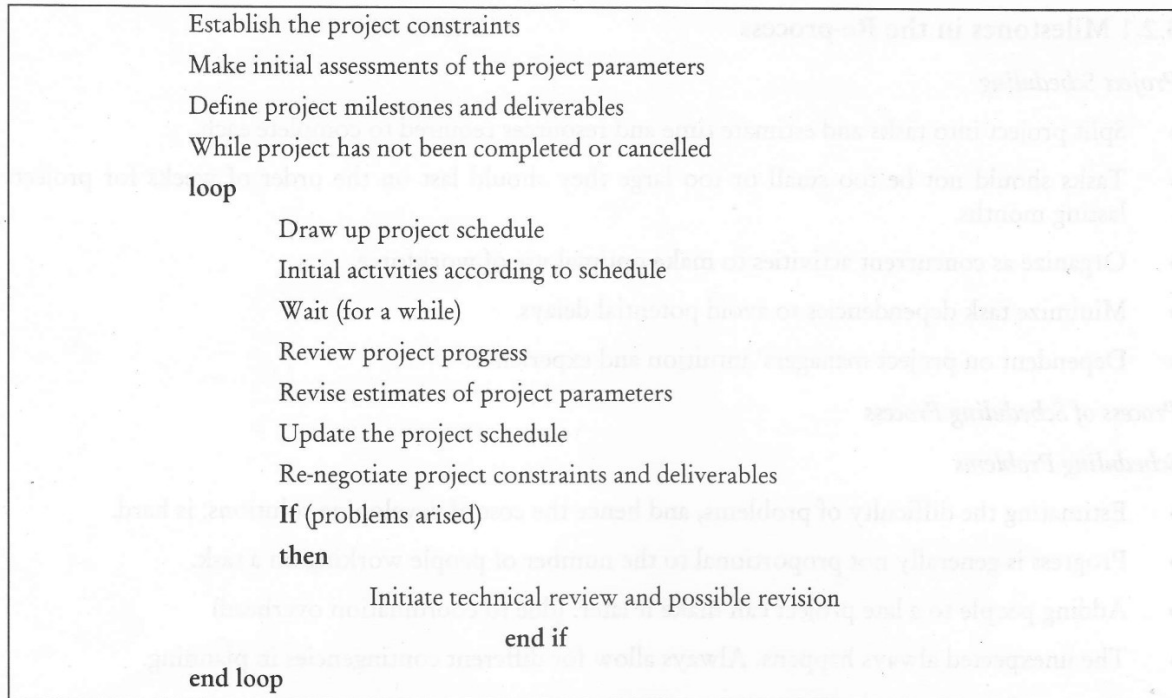 Establish the project constraints
Make initial assessments of the project parameters
Define project milestones and deliverables
While project has not been completed or cancelled
loop
Draw up project schedule
Initial activities according to schedule
Wait (for a while)
Review project progress
Revise estimates of project parameters
Update the project schedule
Re-negotiate project constraints and deliverables
If (problems arised)
then
Initiate technical review and possible revision
end if
end loop